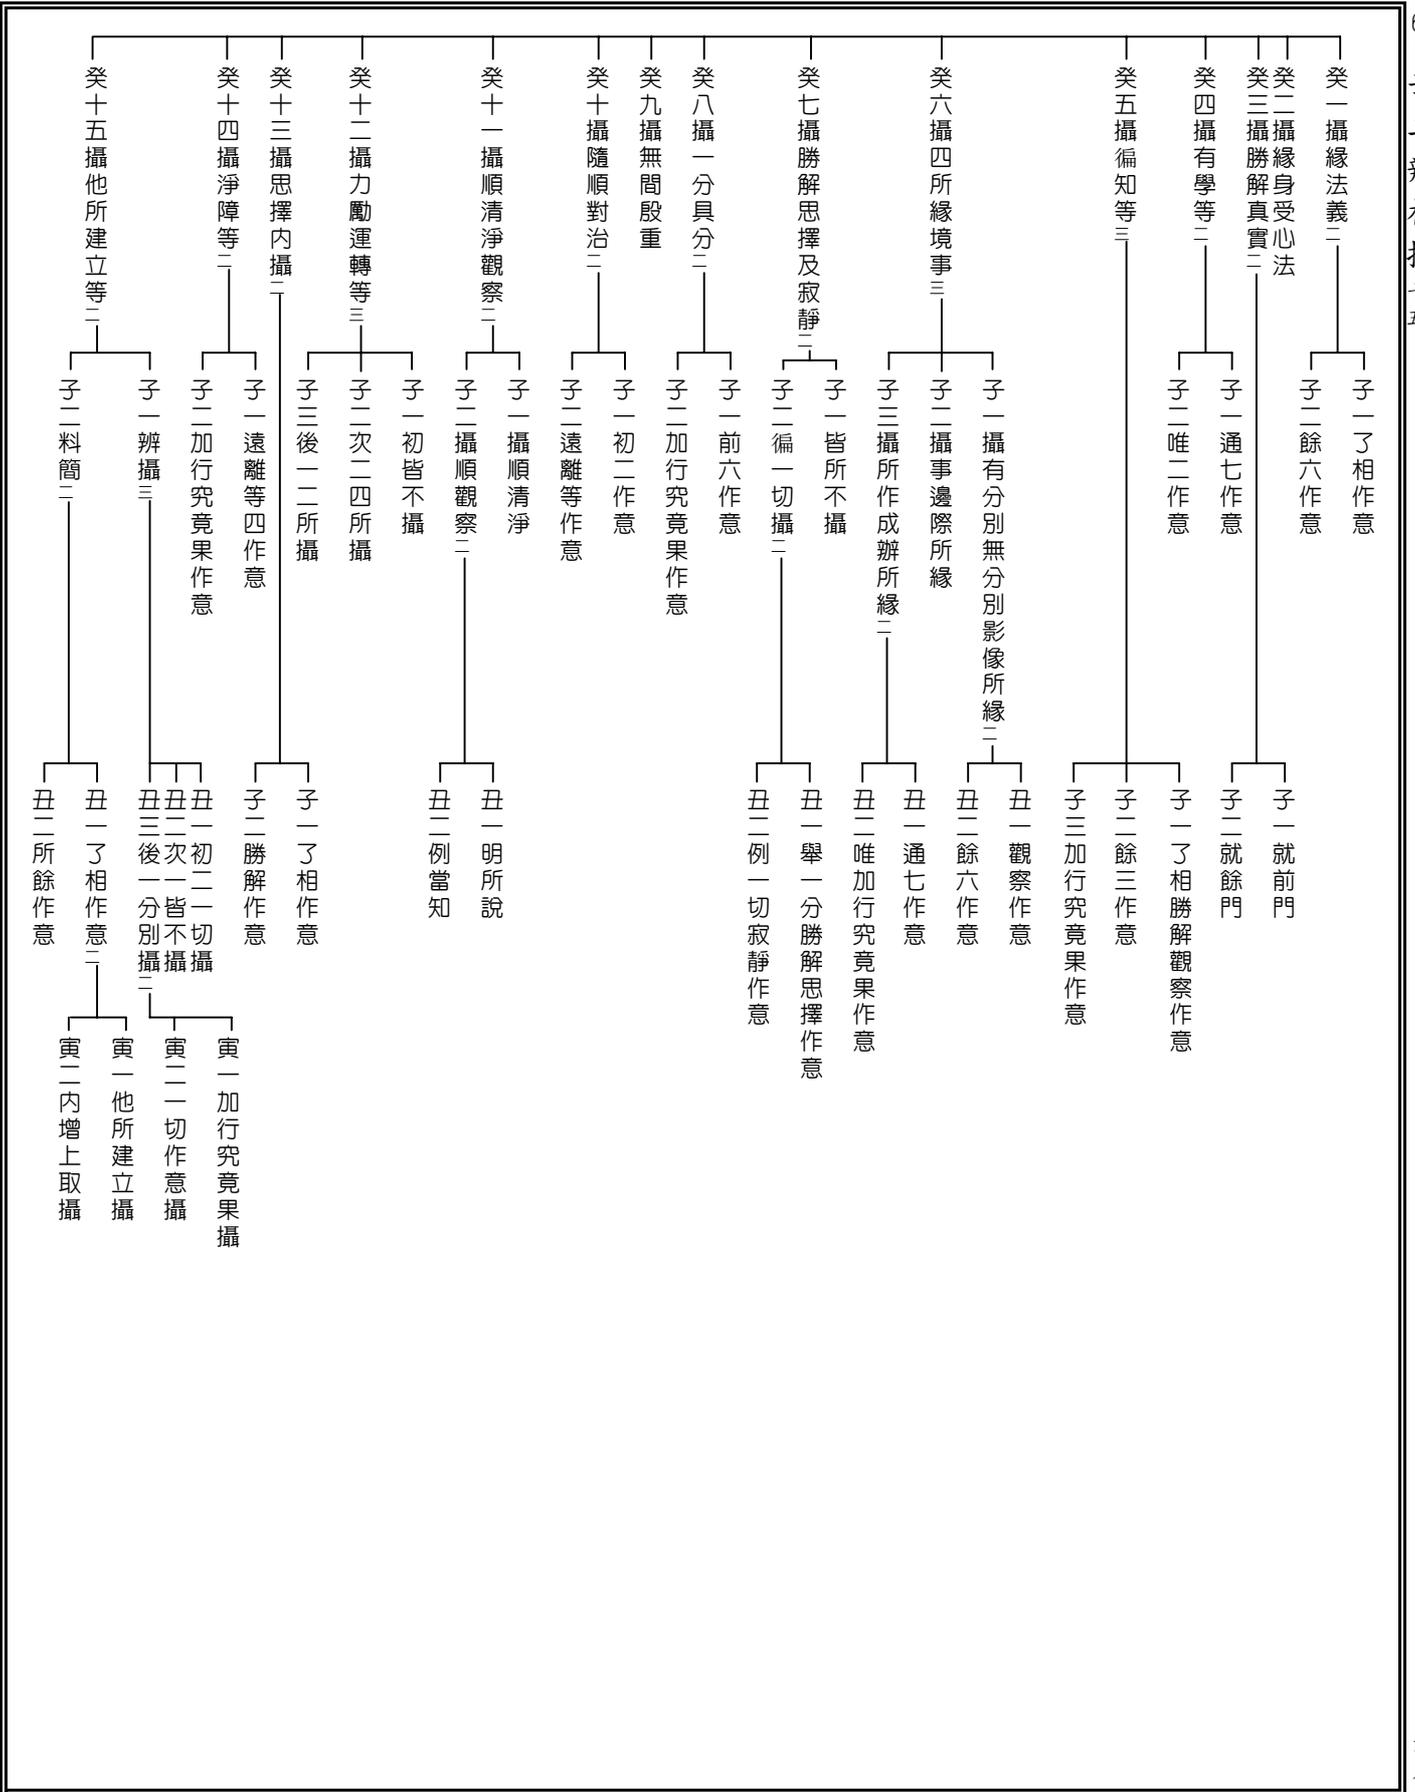 癸一攝緣法義二
子一了相作意
子二餘六作意
癸二攝緣身受心法
癸三攝勝解真實二
子一就前門
子二就餘門
癸四攝有學等二
子一通七作意
子二唯二作意
癸五攝徧知等三
子一了相勝解觀察作意
子二餘三作意
子三加行究竟果作意
癸六攝四所緣境事三
子一攝有分別無分別影像所緣二
丑一觀察作意
丑二餘六作意
子二攝事邊際所緣
子三攝所作成辦所緣二
丑一通七作意
丑二唯加行究竟果作意
癸七攝勝解思擇及寂靜二
子一皆所不攝
子二徧一切攝二
丑一舉一分勝解思擇作意
丑二例一切寂靜作意
癸八攝一分具分二
子一前六作意
子二加行究竟果作意
癸九攝無間殷重
癸十攝隨順對治二
子一初二作意
子二遠離等作意
癸十一攝順清淨觀察二
子一攝順清淨
子二攝順觀察二
丑一明所說
丑二例當知
癸十二攝力勵運轉等三
子一初皆不攝
子二次二四所攝
子三後一二所攝
癸十三攝思擇內攝二
子一了相作意
子二勝解作意
癸十四攝淨障等二
子一遠離等四作意
子二加行究竟果作意
癸十五攝他所建立等二
子一辨攝三
丑一初二一切攝
丑二次一皆不攝
丑三後一分別攝二
寅一加行究竟果攝
寅二一切作意攝
子二料簡二
丑一了相作意二
寅一他所建立攝
寅二內增上取攝
丑二所餘作意